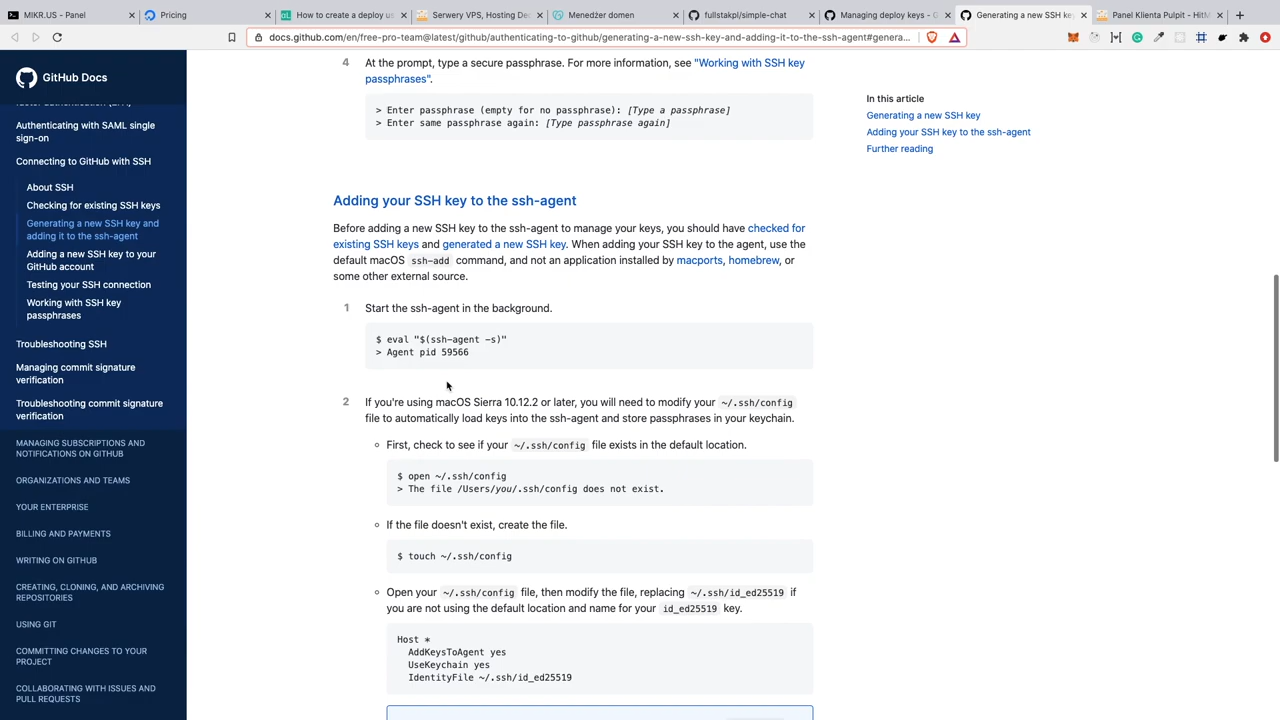 MIKR.US - Panel
Pricing
How to create a deploy us
Serwery VPS, Hosting Dec
Menedżer domen
fullstakpl/simple-chat
Managing deploy keys - G
Generating a new SSH key
Panel Klienta Pulpit - HitM
docs.github.com/en/free-pro-team@latest/github/authenticating-to-github/generating-a-new-ssh-key-and-adding-it-to-the-ssh-agent#genera...
GitHub Docs
Authenticating with SAML single
sign-on
Connecting to GitHub with SSH
About SSH
Checking for existing SSH keys
Generating a new SSH key and
adding it to the ssh-agent
Adding a new SSH key to your
GitHub account
Testing your SSH connection
Working with SSH key
passphrases
Troubleshooting SSH
Managing commit signature
verification
Troubleshooting commit signature
verification
MANAGING SUBSCRIPTIONS AND
NOTIFICATIONS ON GITHUB
ORGANIZATIONS AND TEAMS
YOUR ENTERPRISE
BILLING AND PAYMENTS
WRITING ON GITHUB
CREATING, CLONING, AND ARCHIVING
REPOSITORIES
USING GIT
COMMITTING CHANGES TO YOUR
PROJECT
COLLABORATING WITH ISSUES AND
PULL REQUESTS
4 At the prompt, type a secure passphrase. For more information, see "Working with SSH key
passphrases".
> Enter passphrase (empty for no passphrase): [Type a passphrase]
> Enter same passphrase again: [Type passphrase again]
Adding your SSH key to the ssh-agent
Before adding a new SSH key to the ssh-agent to manage your keys, you should have checked for
existing SSH keys and generated a new SSH key. When adding your SSH key to the agent, use the
default macOS ssh-add command, and not an application installed by macports, homebrew, or
some other external source.
1 Start the ssh-agent in the background.
$ eval "$(ssh-agent -s)"
> Agent pid 59566
2 If you're using macOS Sierra 10.12.2 or later, you will need to modify your ~/.ssh/config
file to automatically load keys into the ssh-agent and store passphrases in your keychain.
First, check to see if your ~/.ssh/config file exists in the default location.
$ open ~/.ssh/config
> The file /Users/you/.ssh/config does not exist.
If the file doesn't exist, create the file.
$ touch ~/.ssh/config
Open your ~/.ssh/config file, then modify the file, replacing ~/.ssh/id_ed25519 if
you are not using the default location and name for your id_ed25519 key.
Host *
AddKeysToAgent yes
UseKeychain yes
IdentityFile ~/.ssh/id_ed25519
In this article
Generating a new SSH key
Adding your SSH key to the ssh-agent
Further reading